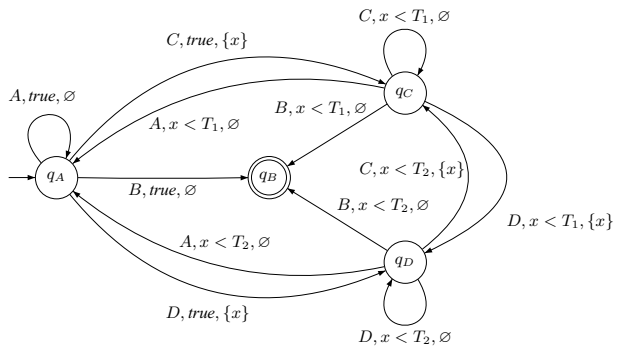 C, x < T₁, ∅
C, true, {x}
q_C
A, true, ∅
B, x < T₁, ∅
A, x < T₁, ∅
q_A
q_B
C, x < T₂, {x}
B, true, ∅
B, x < T₂, ∅
D, x < T₁, {x}
A, x < T₂, ∅
q_D
D, true, {x}
D, x < T₂, ∅